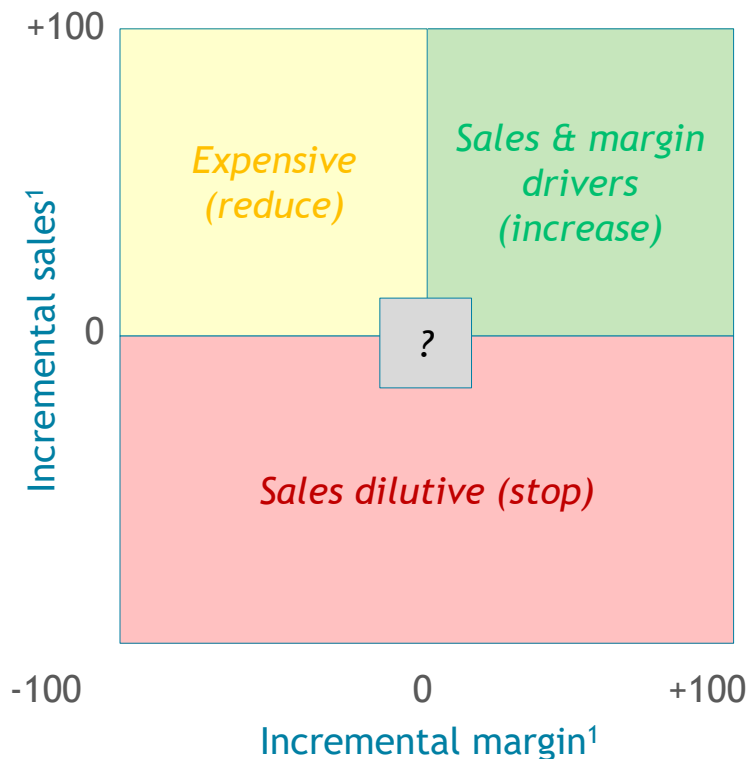 +100
Expensive
(reduce)
Sales & margin
drivers
(increase)
Incremental sales¹
0
?
Sales dilutive (stop)
-100
0
+100
Incremental margin¹